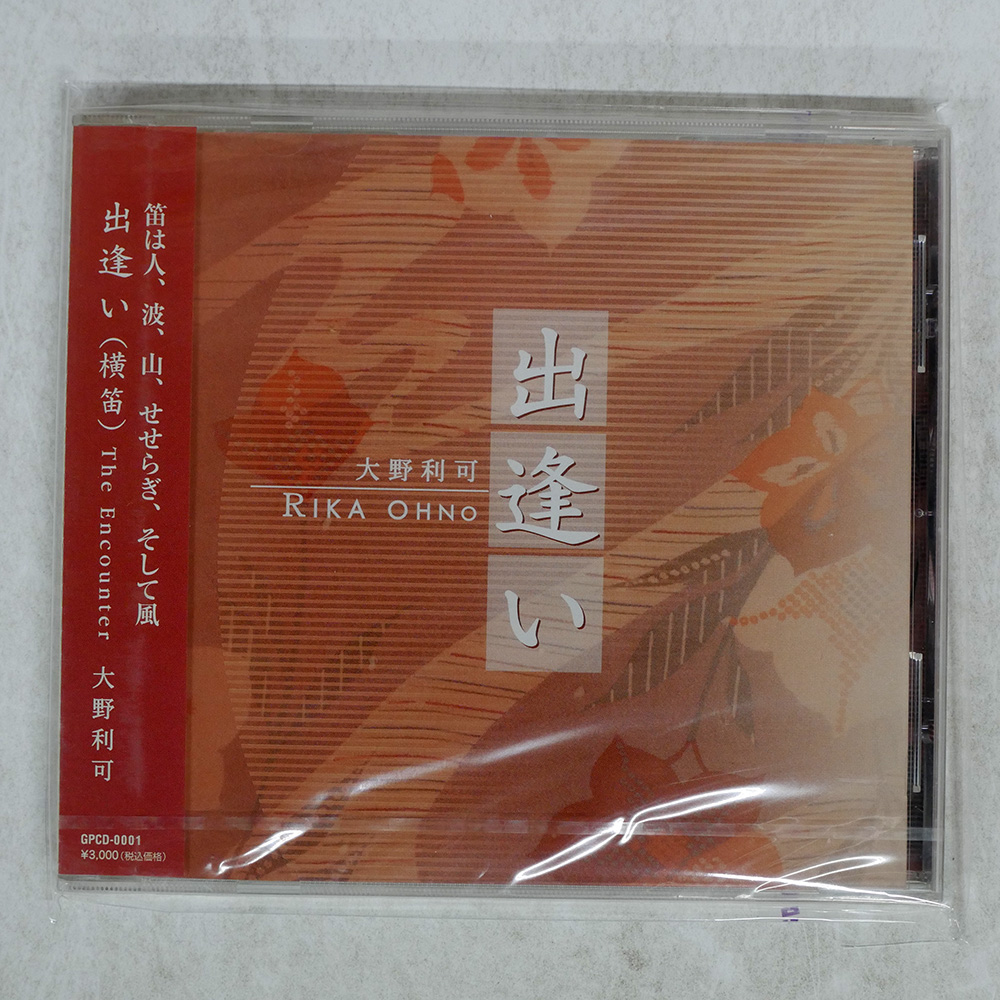 笛は人、波、山、せせらぎ、そして風
出逢い（横笛）The Encounter 大野利可
GPCD-0001
¥3,000(税込価格)
出逢い
大野利可
RIKA OHNO